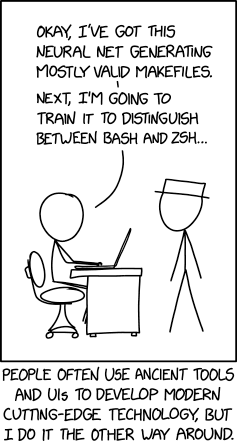 OKAY, I'VE GOT THIS
NEURAL NET GENERATING
MOSTLY VALID MAKEFILES.
NEXT, I'M GOING TO
TRAIN IT TO DISTINGUISH
BETWEEN BASH AND ZSH...
PEOPLE OFTEN USE ANCIENT TOOLS
AND UIs TO DEVELOP MODERN
CUTTING-EDGE TECHNOLOGY, BUT
I DO IT THE OTHER WAY AROUND.